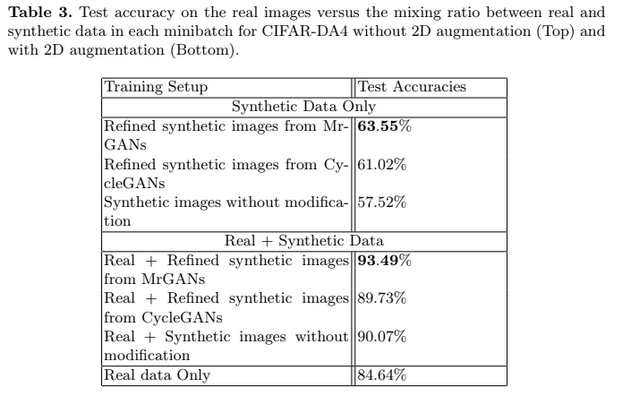 Table 3. Test accuracy on the real images versus the mixing ratio between real and
synthetic data in each minibatch for CIFAR-DA4 without 2D augmentation (Top) and
with 2D augmentation (Bottom).
Training Setup Test Accuracies
Synthetic Data Only
Refined synthetic images from Mr- 63.55%
GANs
Refined synthetic images from Cy- 61.02%
cleGANs
Synthetic images without modifica- 57.52%
tion
Real + Synthetic Data
Real + Refined synthetic images 93.49%
from MrGANs
Real + Refined synthetic images 89.73%
from CycleGANs
Real + Synthetic images without 90.07%
modification
Real data Only 84.64%